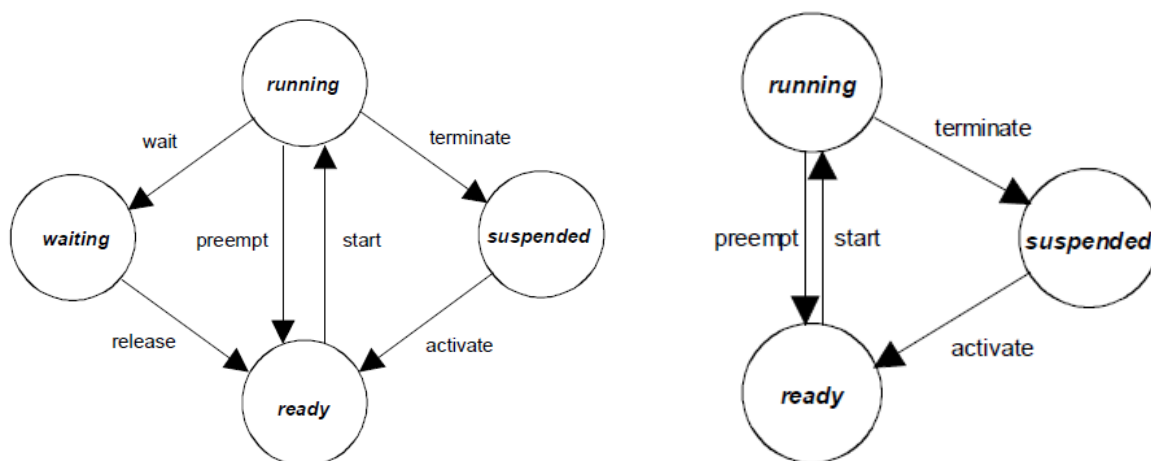 running
wait
terminate
waiting
preempt
start
suspended
release
activate
ready
running
terminate
preempt
start
suspended
activate
ready